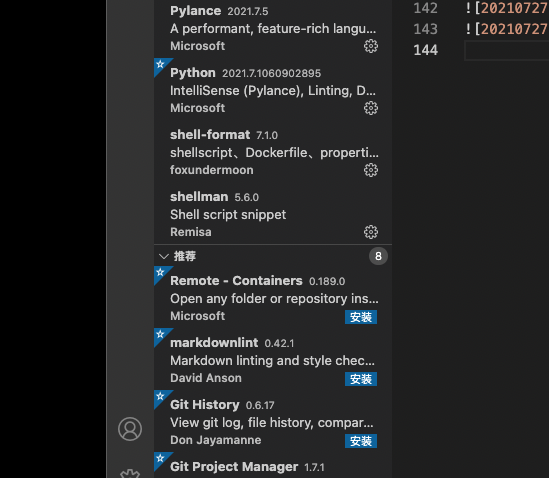 Pylance 2021.7.5
A performant, feature-rich langu...
Microsoft
Python 2021.7.1060902895
IntelliSense (Pylance), Linting, D...
Microsoft
shell-format 7.1.0
shellscript、Dockerfile、properti...
foxundermoon
shellman 5.6.0
Shell script snippet
Remisa
推荐 8
Remote - Containers 0.189.0
Open any folder or repository ins...
Microsoft 安装
markdownlint 0.42.1
Markdown linting and style chec...
David Anson 安装
Git History 0.6.17
View git log, file history, compar...
Don Jayamanne 安装
Git Project Manager 1.7.1
142 ![20210727
143 ![20210727
144